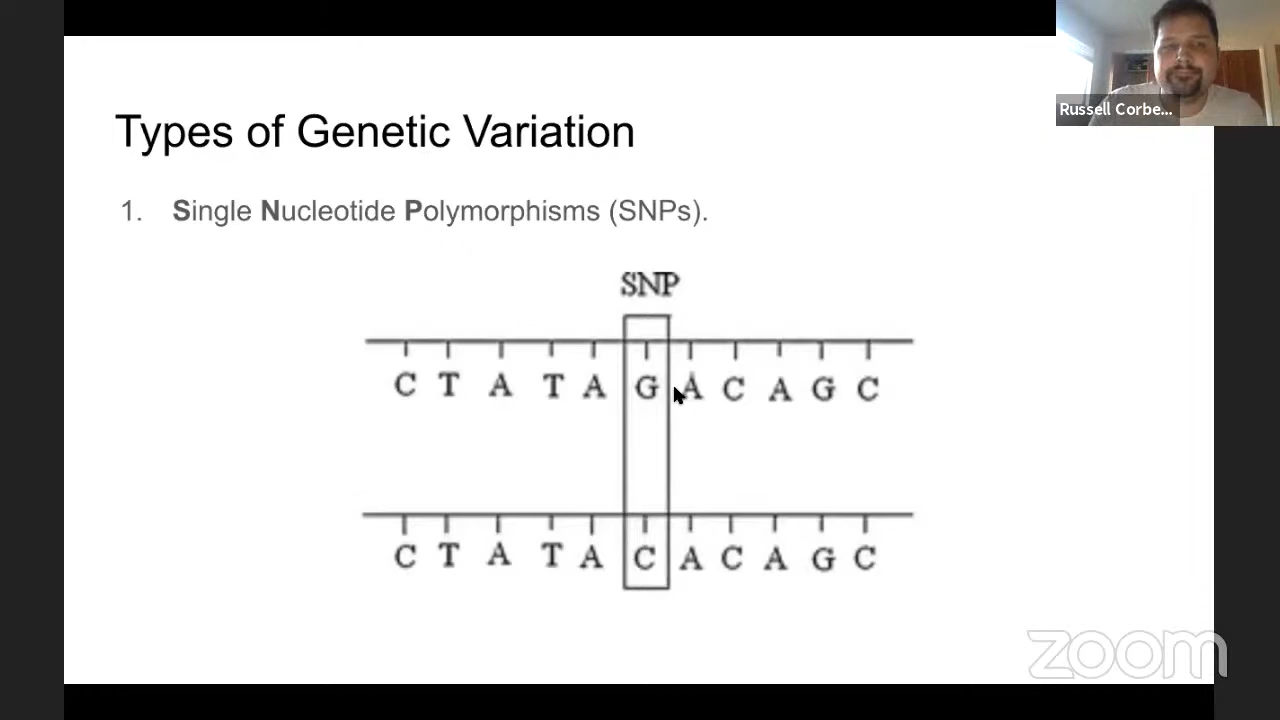 Types of Genetic Variation
1. Single Nucleotide Polymorphisms (SNPs).
SNP
C T A T A G A C A G C
C T A T A C A C A G C
Russell Corbe...
zoom